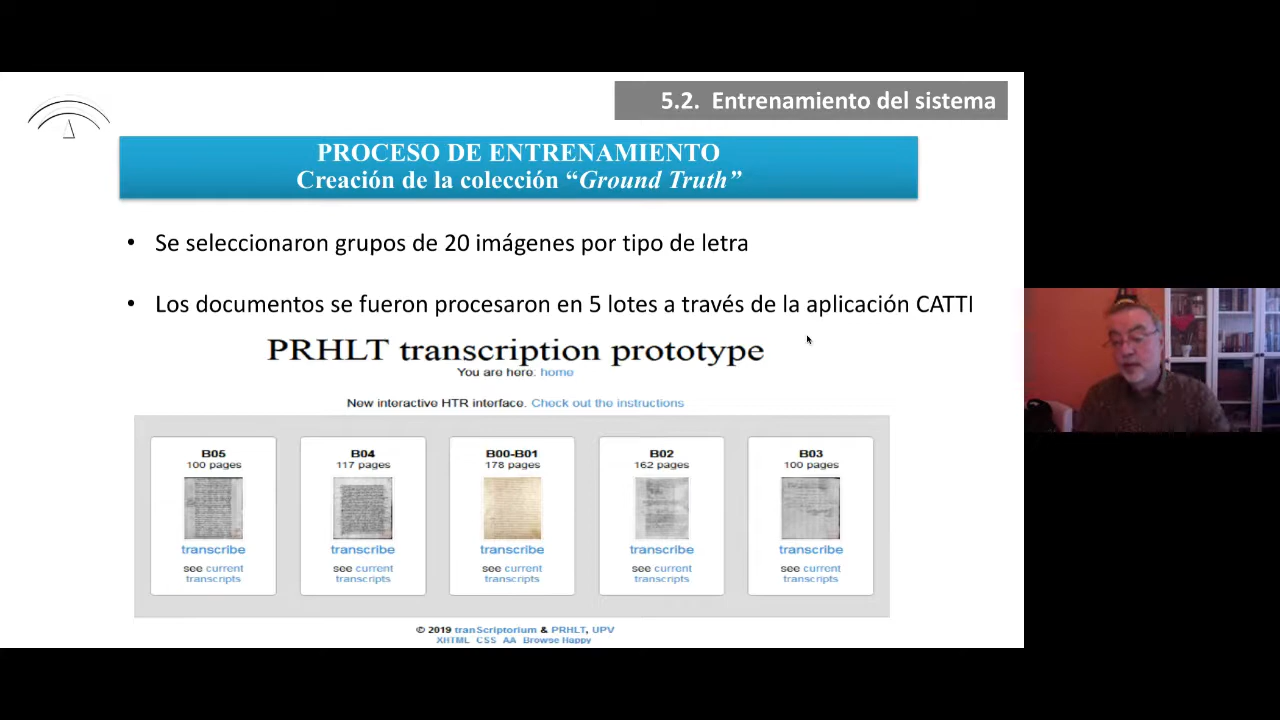 5.2. Entrenamiento del sistema
PROCESO DE ENTRENAMIENTO
Creación de la colección “Ground Truth”
• Se seleccionaron grupos de 20 imágenes por tipo de letra
• Los documentos se fueron procesaron en 5 lotes a través de la aplicación CATTI
PRHLT transcription prototype
You are here: home
New interactive HTR interface. Check out the instructions
B05
100 pages
transcribe
see current
transcripts
B04
117 pages
transcribe
see current
transcripts
B00-B01
178 pages
transcribe
see current
transcripts
B02
162 pages
transcribe
see current
transcripts
B03
100 pages
transcribe
see current
transcripts
© 2019 tranScriptorium & PRHLT, UPV
XHTML CSS AA Browse Happy